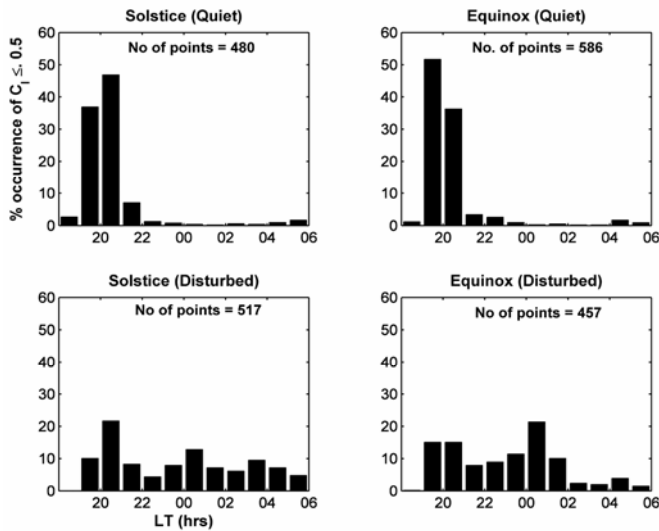 Solstice (Quiet)
No of points = 480
% occurrence of C_I ≤. 0.5
60
50
40
30
20
10
0
20 22 00 02 04 06
Equinox (Quiet)
No. of points = 586
60
50
40
30
20
10
0
20 22 00 02 04 06
Solstice (Disturbed)
No of points = 517
60
50
40
30
20
10
0
20 22 00 02 04 06
LT (hrs)
Equinox (Disturbed)
No of points = 457
60
50
40
30
20
10
0
20 22 00 02 04 06